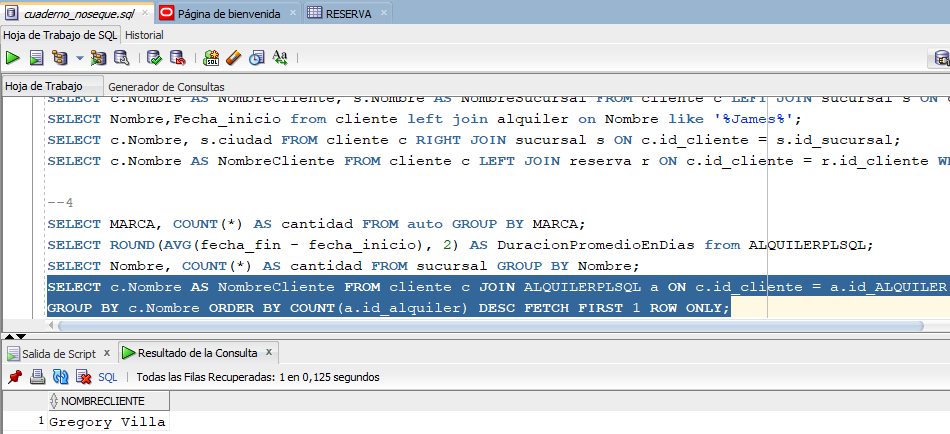 cuaderno_noseque.sql Página de bienvenida RESERVA
Hoja de Trabajo de SQL Historial
SQL Aa
Hoja de Trabajo Generador de Consultas
SELECT c.Nombre AS NombreCliente, s.Nombre AS NombreSucursal FROM cliente c LEFT JOIN sucursal s ON
SELECT Nombre,Fecha_inicio from cliente left join alquiler on Nombre like '%James%';
SELECT c.Nombre, s.ciudad FROM cliente c RIGHT JOIN sucursal s ON c.id_cliente = s.id_sucursal;
SELECT c.Nombre AS NombreCliente FROM cliente c LEFT JOIN reserva r ON c.id_cliente = r.id_cliente WE
--4
SELECT MARCA, COUNT(*) AS cantidad FROM auto GROUP BY MARCA;
SELECT ROUND(AVG(fecha_fin - fecha_inicio), 2) AS DuracionPromedioEnDias from ALQUILERPLSQL;
SELECT Nombre, COUNT(*) AS cantidad FROM sucursal GROUP BY Nombre;
SELECT c.Nombre AS NombreCliente FROM cliente c JOIN ALQUILERPLSQL a ON c.id_cliente = a.id_ALQUILER
GROUP BY c.Nombre ORDER BY COUNT(a.id_alquiler) DESC FETCH FIRST 1 ROW ONLY;
Salida de Script x Resultado de la Consulta x
SQL | Todas las Filas Recuperadas: 1 en 0,125 segundos
NOMBRECLIENTE
1 Gregory Villa